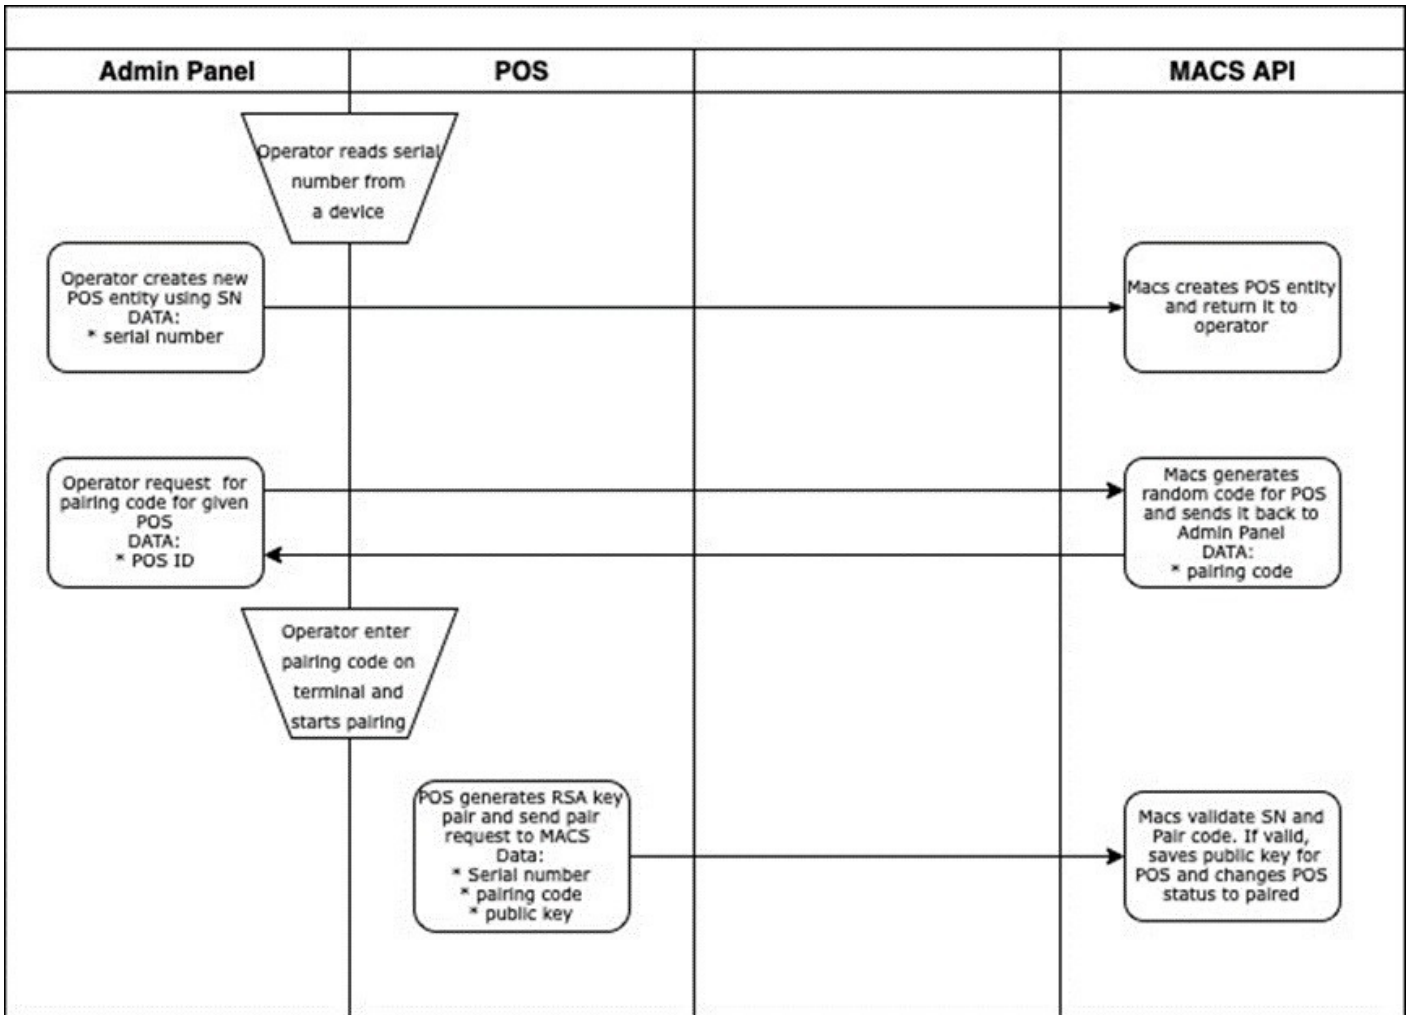 Admin Panel
POS
MACS API
Operator reads serial
number from
a device
Operator creates new
POS entity using SN
DATA:
* serial number
Macs creates POS entity
and return it to
operator
Operator request for
pairing code for given
POS
DATA:
* POS ID
Macs generates
random code for POS
and sends it back to
Admin Panel
DATA:
* pairing code
Operator enter
pairing code on
terminal and
starts pairing
POS generates RSA key
pair and send pair
request to MACS
Data:
* Serial number
* pairing code
* public key
Macs validate SN and
Pair code. If valid,
saves public key for
POS and changes POS
status to paired